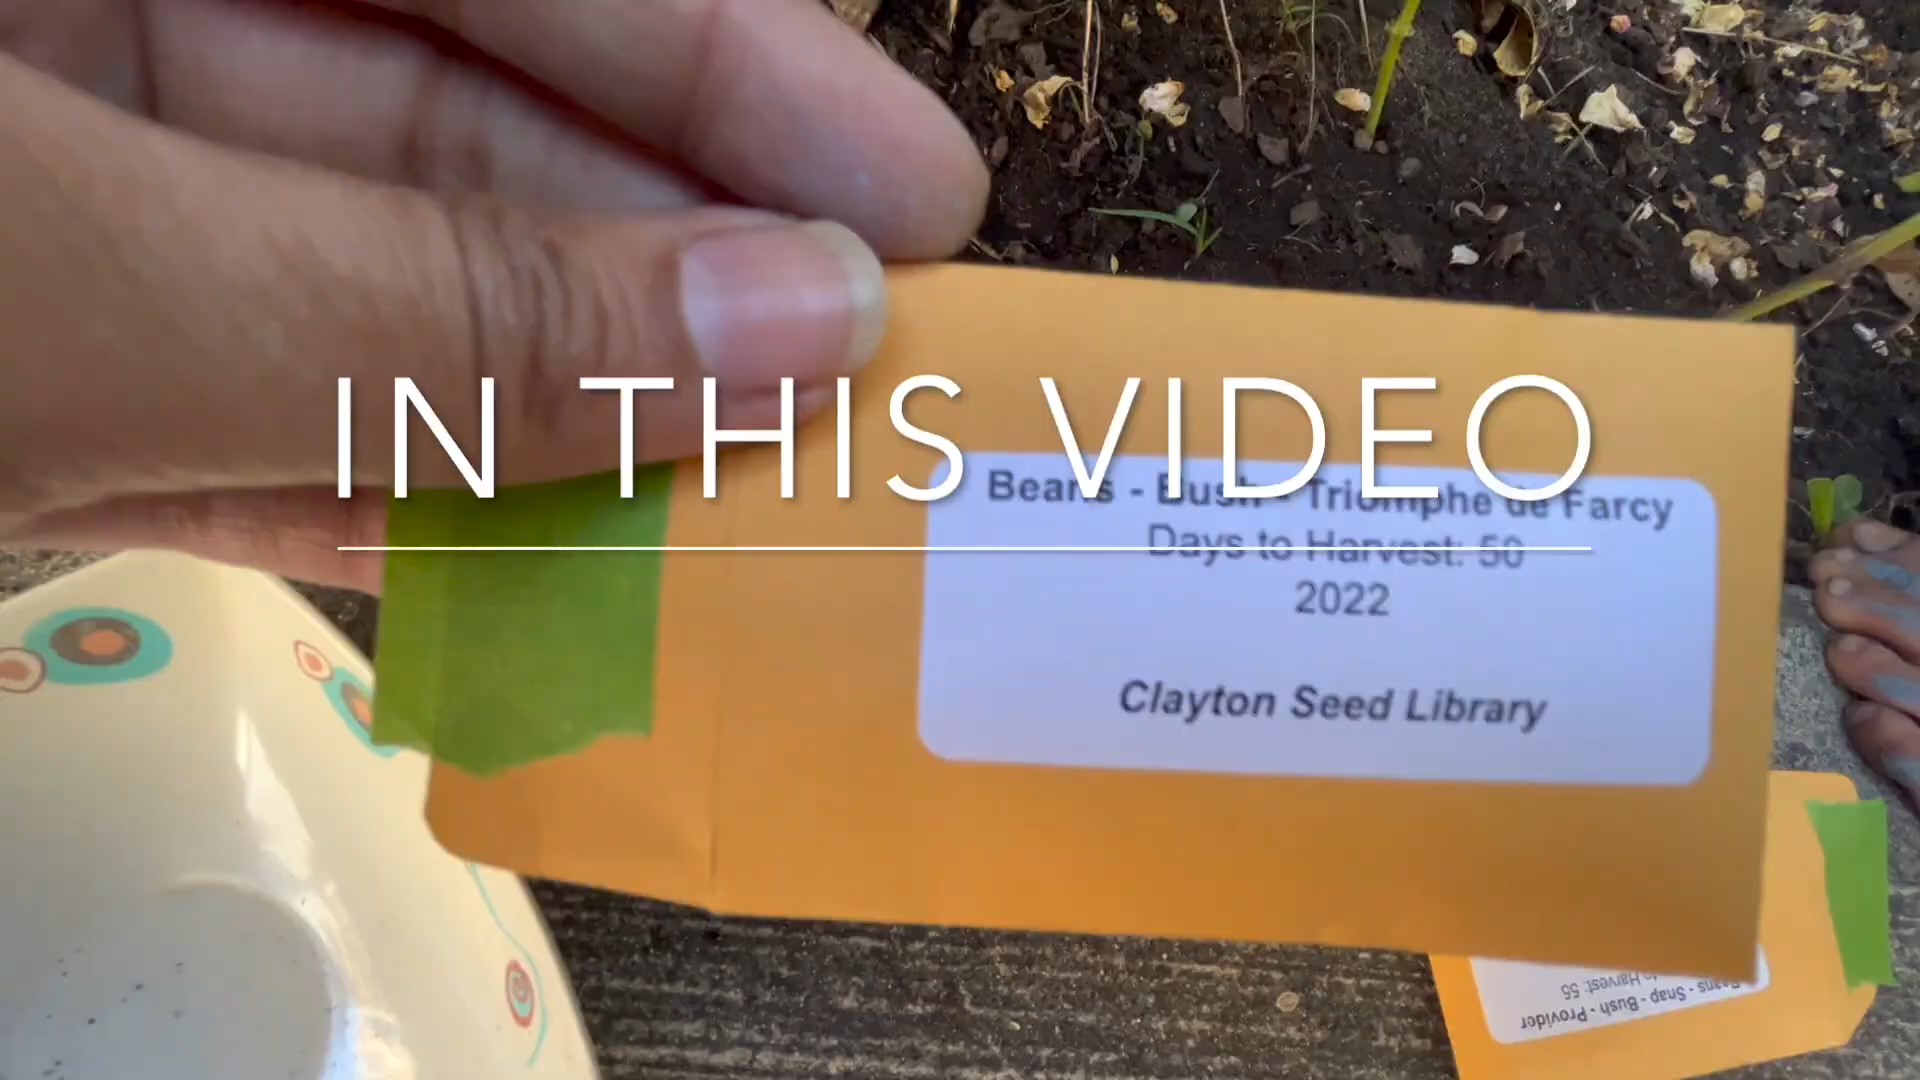 IN THIS VIDEO
Beans - Bush - Triomphe de Farcy
Days to Harvest: 50
2022
Clayton Seed Library
Beans - Snap - Bush - Provider
to Harvest: 55